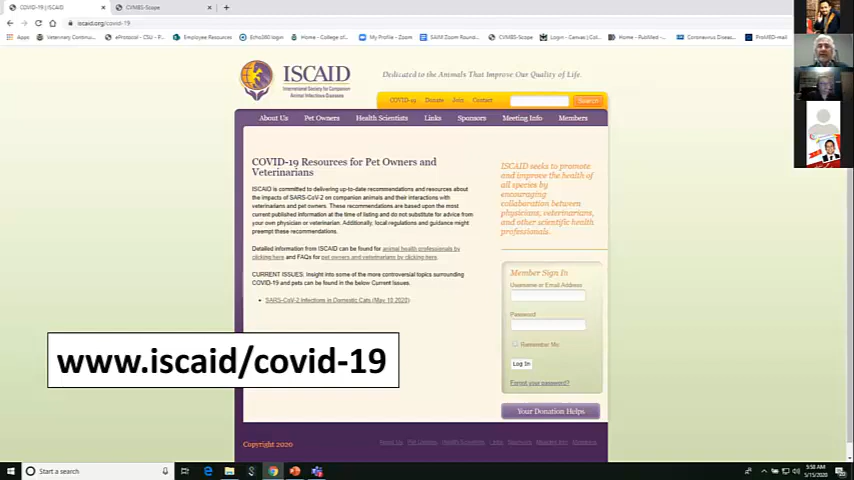 COVID-19 | ISCAID
CVMBS-Scope
iscaid.org/covid-19
Apps
Veterinary Continu...
eProtocol - CSU - P...
Employee Resources
Echo360 login
Home - College of...
My Profile - Zoom
SAIM Zoom Roun...
CVMBS-Scope
Login - Canvas | Col...
Home - PubMed -...
Coronavirus Disease...
ProMED-mail
ISCAID
International Society for Companion
Animal Infectious Diseases
Dedicated to the Animals That Improve Our Quality of Life.
COVID-19 Donate Join Contact
Search
About Us Pet Owners Health Scientists Links Sponsors Meeting Info Members
COVID-19 Resources for Pet Owners and
Veterinarians
ISCAID is committed to delivering up-to-date recommendations and resources about
the impacts of SARS-CoV-2 on companion animals and their interactions with
veterinarians and pet owners. These recommendations are based upon the most
current published information at the time of listing and do not substitute for advice from
your own physician or veterinarian. Additionally, local regulations and guidance might
preempt these recommendations.
Detailed information from ISCAID can be found for animal health professionals by
clicking here and FAQs for pet owners and veterinarians by clicking here.
CURRENT ISSUES: Insight into some of the more controversial topics surrounding
COVID-19 and pets can be found in the below Current Issues.
SARS-CoV-2 Infections in Domestic Cats (May 13 2020)
ISCAID seeks to promote
and improve the health of
all species by
encouraging
collaboration between
physicians, veterinarians,
and other scientific health
professionals.
Member Sign In
Username or Email Address
Password
Remember Me
Log In
Forgot your password?
Your Donation Helps
www.iscaid/covid-19
Copyright 2020
About Us Pet Owners Health Scientists Links Sponsors Meeting Info Members
Start a search
5:58 AM
5/15/2020